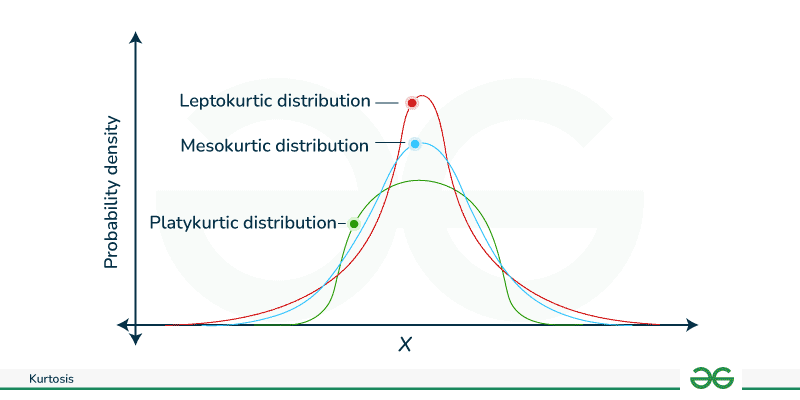 Leptokurtic distribution
Mesokurtic distribution
Platykurtic distribution
Probability density
X
Kurtosis